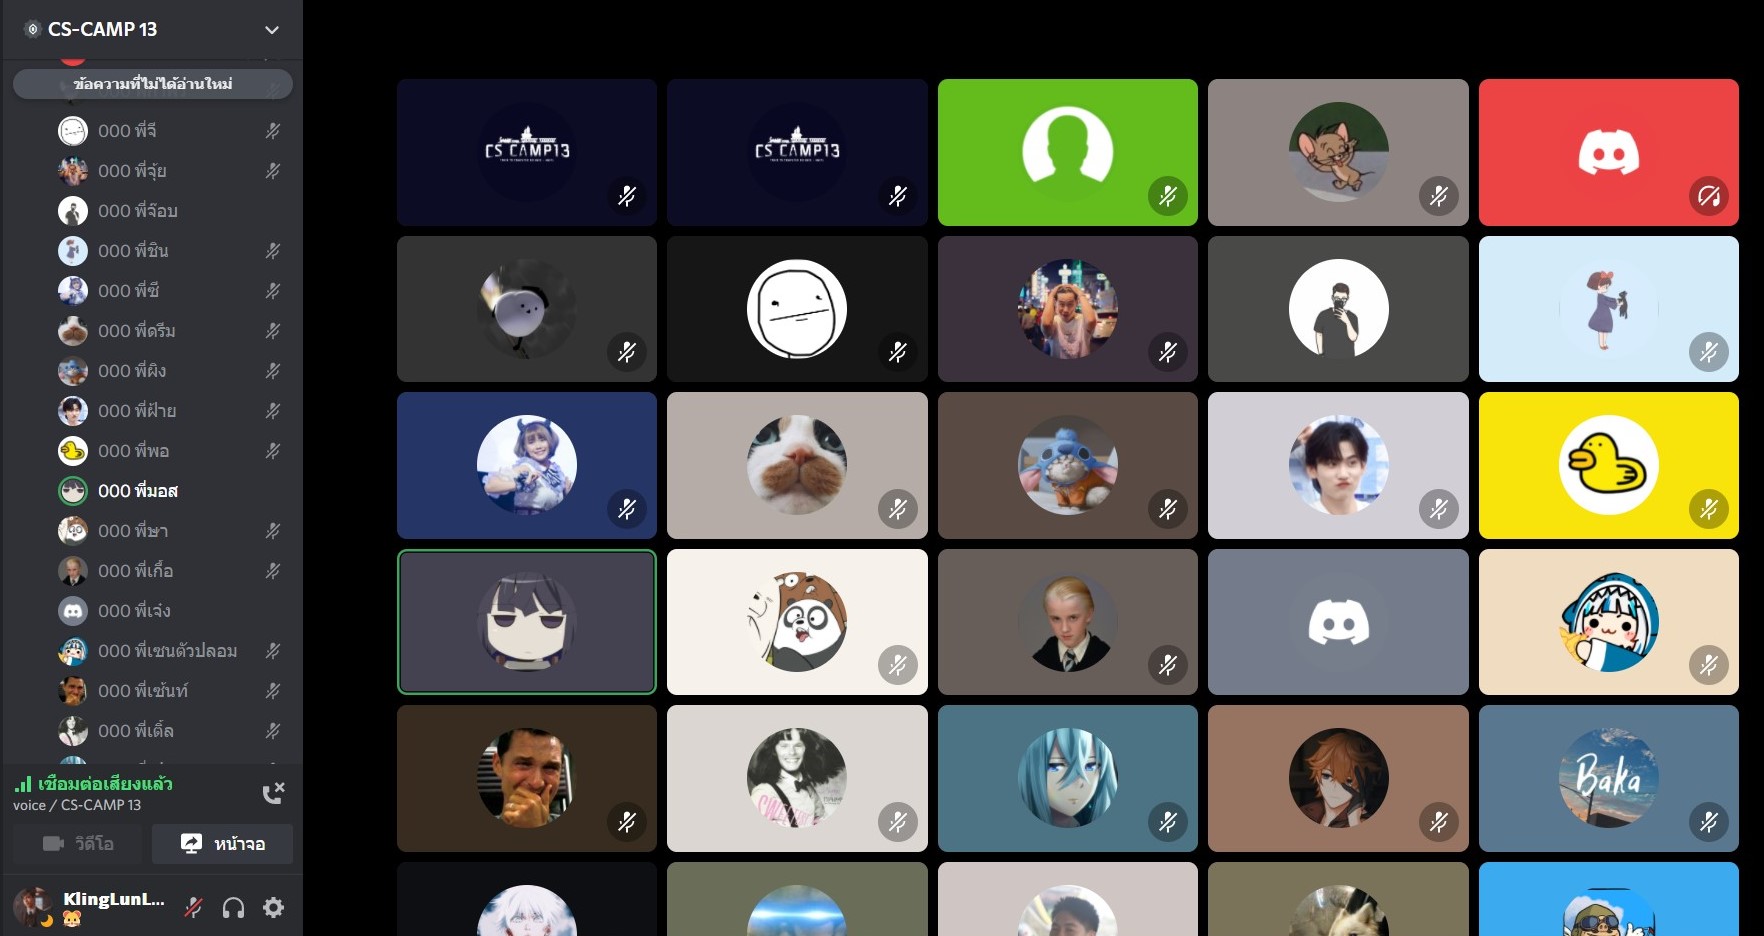 CS-CAMP 13
ข้อความที่ไม่ได้อ่านใหม่
000 พี่จี
000 พี่จุ้ย
000 พี่จ๊อบ
000 พี่ชิน
000 พี่ซี
000 พี่ดรีม
000 พี่ผิง
000 พี่ฝ้าย
000 พี่พอ
000 พี่มอส
000 พี่ษา
000 พี่เกื้อ
000 พี่เจ๋ง
000 พี่เซนตัวปลอม
000 พี่เซ้นท์
000 พี่เติ้ล
เชื่อมต่อเสียงแล้ว
voice / CS-CAMP 13
วิดีโอ
หน้าจอ
KlingLunL...
CS CAMP13
CS CAMP13
Baka